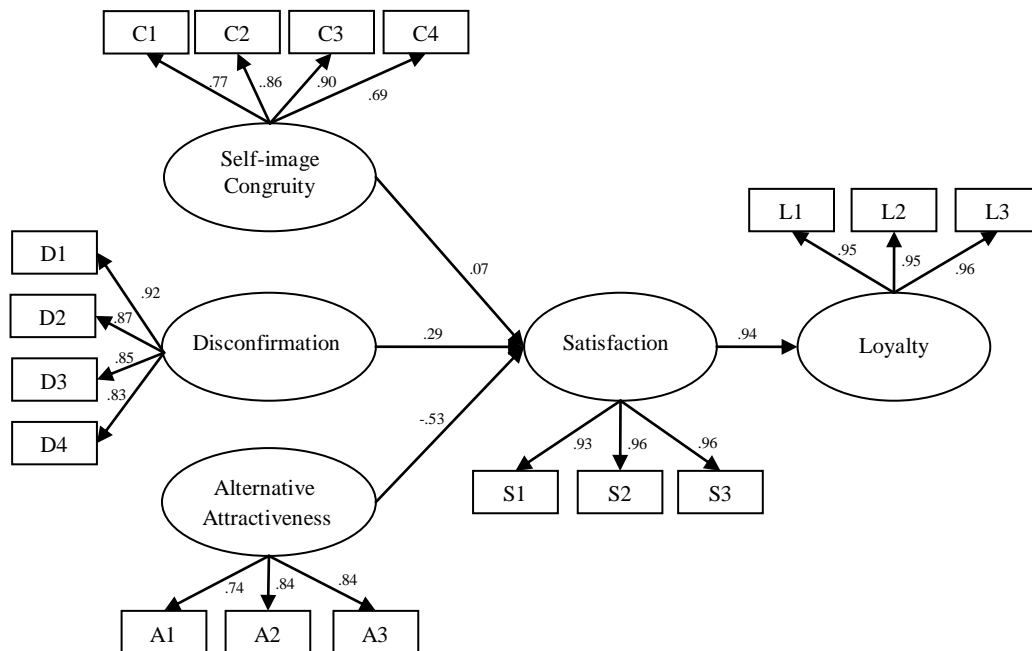 C1 C2 C3 C4
.77 ..86 .90 .69
Self-image
Congruity
L1 L2 L3
D1
.95 .95 .96
.07
.92
D2
.87
Disconfirmation
.29
Satisfaction
.94
Loyalty
.85
D3
.83
-.53
D4
.93 .96 .96
S1 S2 S3
Alternative
Attractiveness
.74 .84 .84
A1 A2 A3